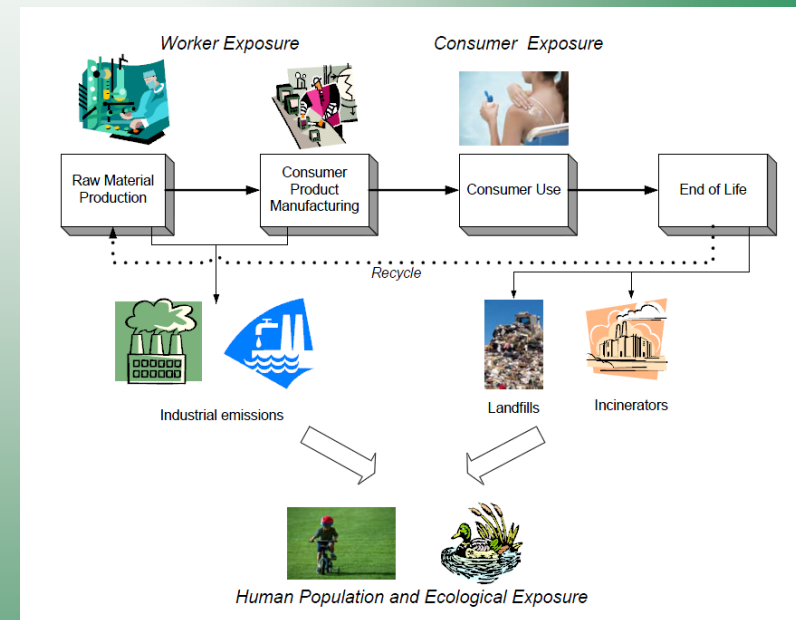 Worker Exposure
Consumer Exposure
Raw Material
Production
Consumer
Product
Manufacturing
Consumer Use
End of Life
Recycle
Industrial emissions
Landfills
Incinerators
Human Population and Ecological Exposure